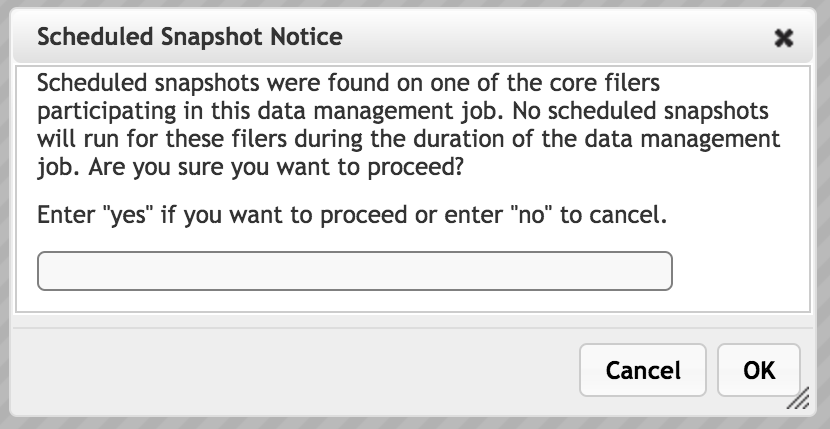 Scheduled Snapshot Notice
Scheduled snapshots were found on one of the core filers
participating in this data management job. No scheduled snapshots
will run for these filers during the duration of the data management
job. Are you sure you want to proceed?
Enter "yes" if you want to proceed or enter "no" to cancel.
Cancel OK